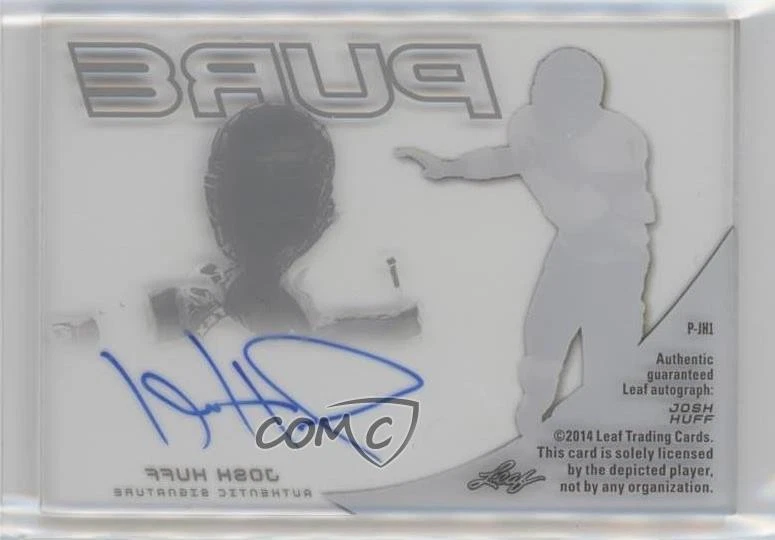 PURE
P-JH1
Authentic
guaranteed
Leaf autograph:
JOSH
HUFF
©2014 Leaf Trading Cards.
This card is solely licensed
by the depicted player,
not by any organization.
Leaf
COMC
JOSH HUFF
AUTHENTIC SIGNATURE